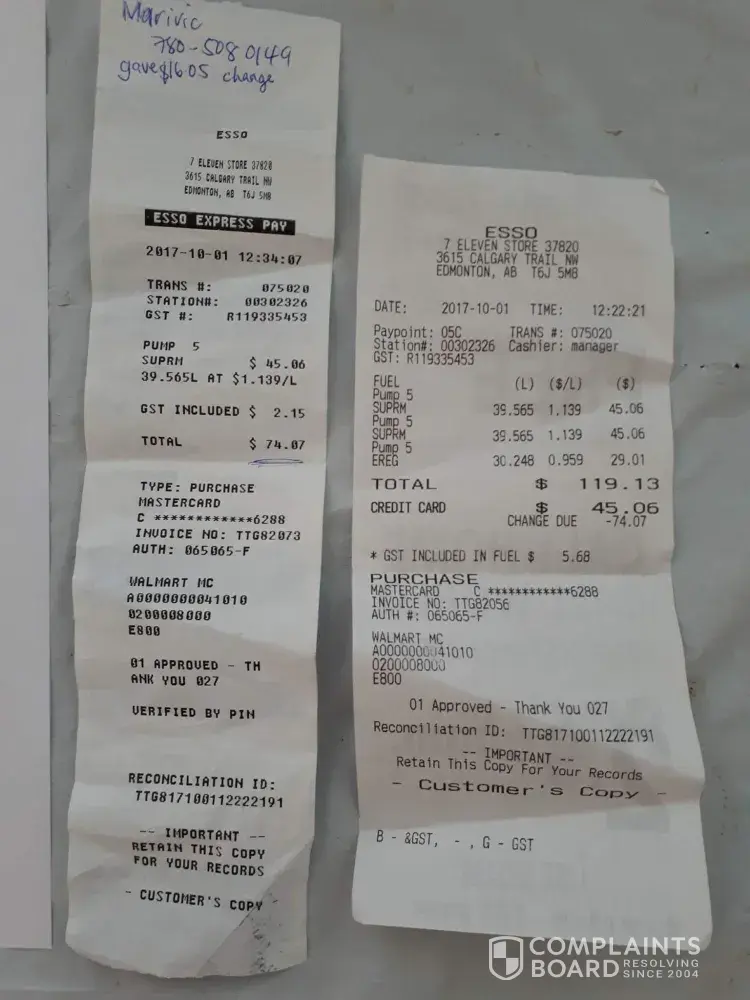 Marivic
780-508 0149
gave $16.05 change
ESSO
7 ELEVEN STORE 37820
3615 CALGARY TRAIL NW
EDMONTON, AB T6J 5M8
ESSO EXPRESS PAY
2017-10-01 12:34:07
TRANS #: 075020
STATION#: 00302326
GST #: R119335453
PUMP 5
SUPRM $ 45.06
39.565L AT $1.139/L
GST INCLUDED $ 2.15
TOTAL $ 74.07
TYPE: PURCHASE
MASTERCARD
C ************6288
INVOICE NO: TTG82073
AUTH: 065065-F
WALMART MC
A0000000041010
0200008000
E800
01 APPROVED - TH
ANK YOU 027
VERIFIED BY PIN
RECONCILIATION ID:
TTG817100112222191
-- IMPORTANT --
RETAIN THIS COPY
FOR YOUR RECORDS
- CUSTOMER'S COPY
ESSO
7 ELEVEN STORE 37820
3615 CALGARY TRAIL NW
EDMONTON, AB T6J 5M8
DATE: 2017-10-01 TIME: 12:22:21
Paypoint: 05C TRANS #: 075020
Station#: 00302326 Cashier: manager
GST: R119335453
FUEL (L) ($/L) ($)
Pump 5
SUPRM 39.565 1.139 45.06
Pump 5
SUPRM 39.565 1.139 45.06
Pump 5
EREG 30.248 0.959 29.01
TOTAL $ 119.13
CREDIT CARD $ 45.06
CHANGE DUE -74.07
* GST INCLUDED IN FUEL $ 5.68
PURCHASE
MASTERCARD C ************6288
INVOICE NO: TTG82056
AUTH #: 065065-F
WALMART MC
A0000000041010
0200008000
E800
01 Approved - Thank You 027
Reconciliation ID: TTG817100112222191
-- IMPORTANT --
Retain This Copy For Your Records
- Customer's Copy -
B - &GST, - , G - GST
COMPLAINTS
BOARD RESOLVING
SINCE 2004